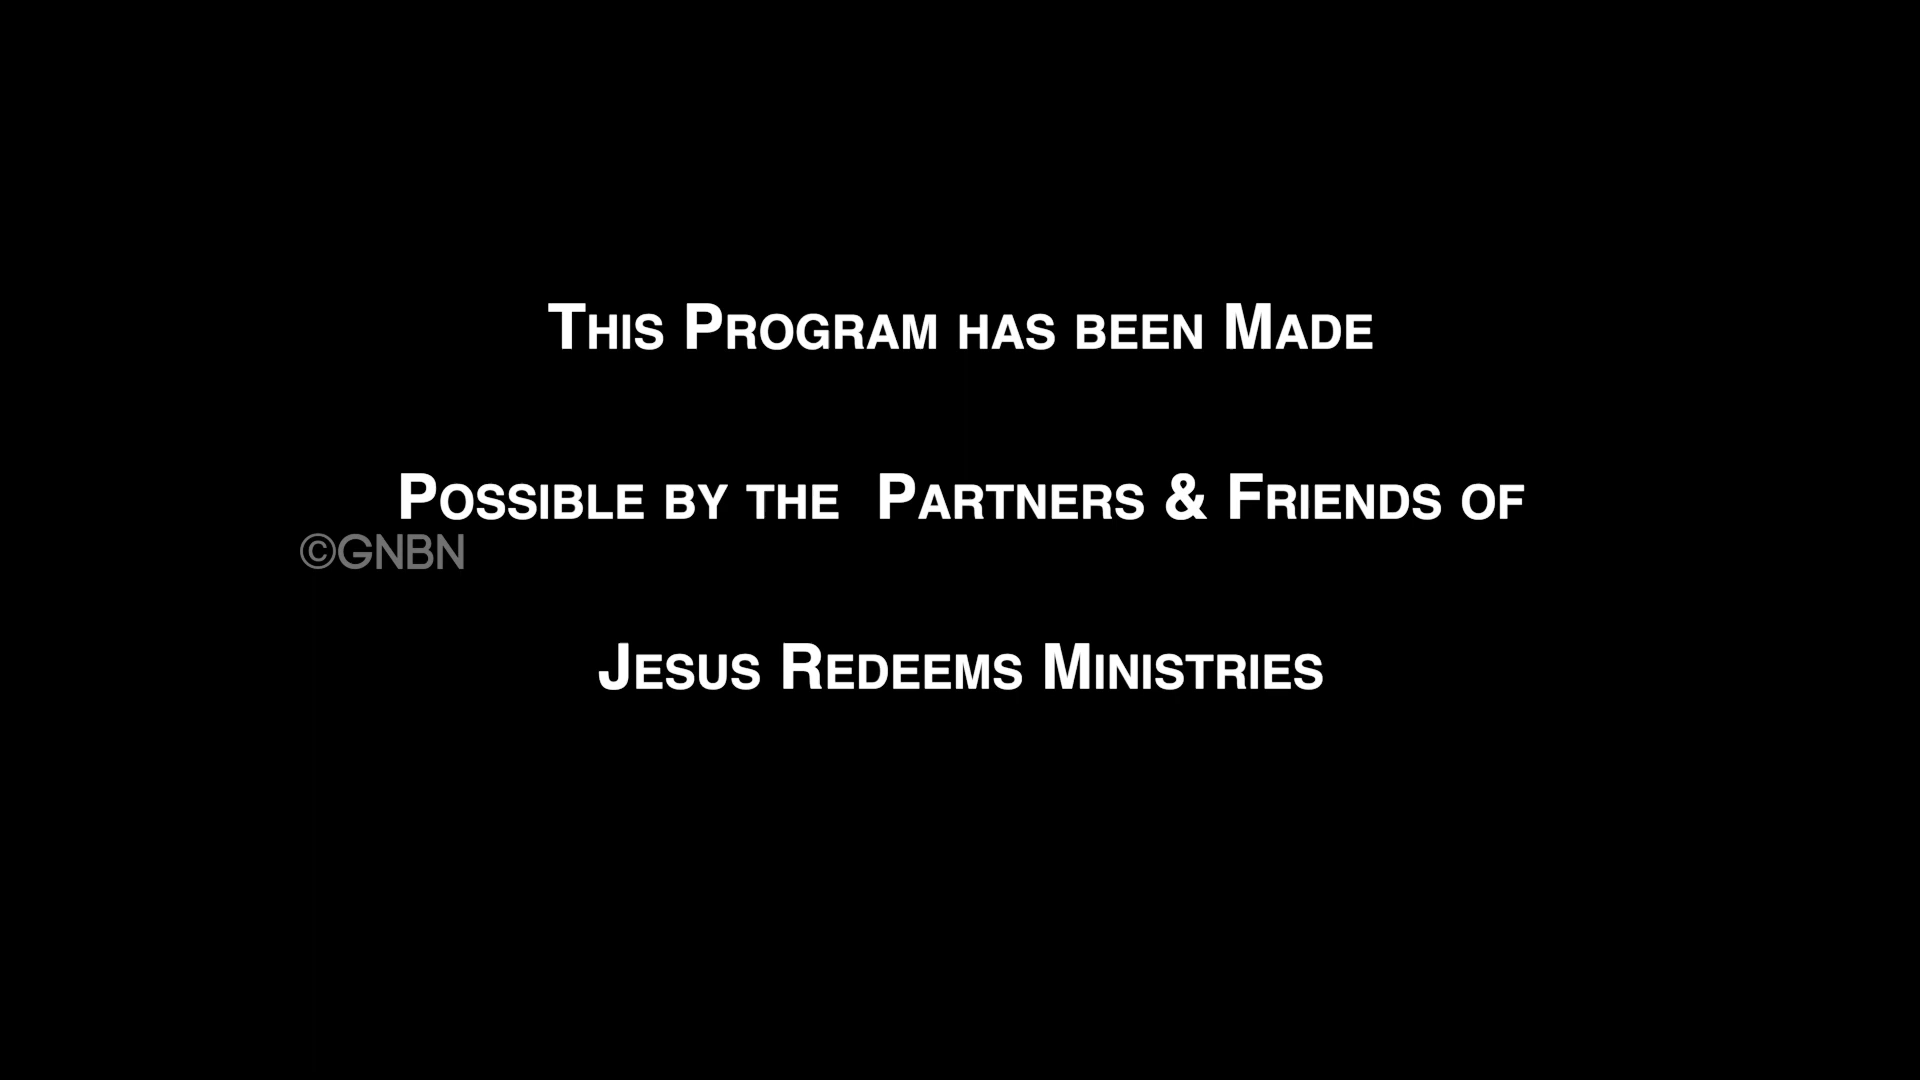 This Program has been Made
Possible by the Partners & Friends of
©GNBN
Jesus Redeems Ministries